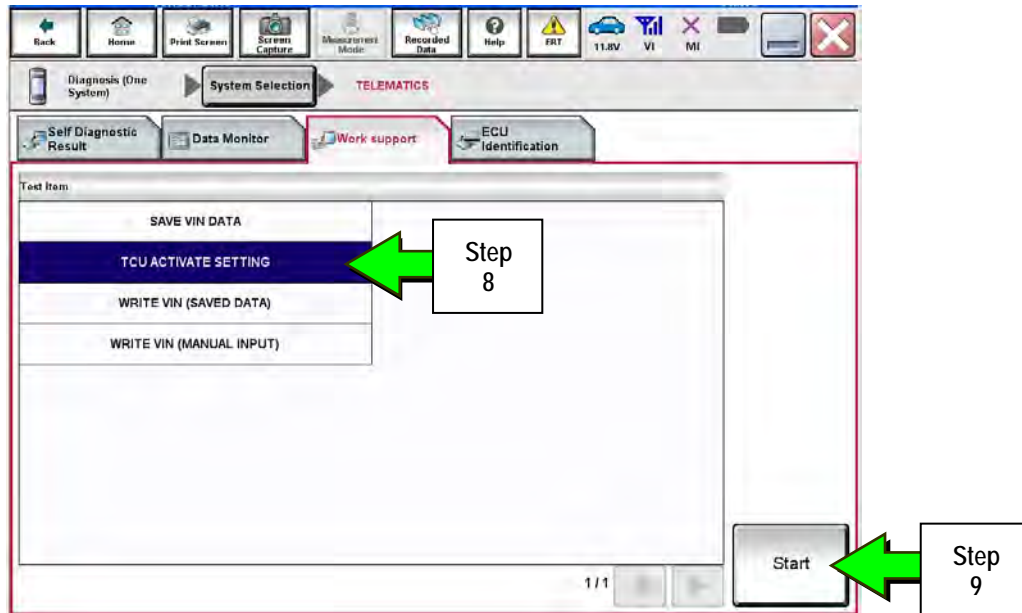 Back
Home
Print Screen
Screen
Capture
Measurement
Mode
Recorded
Data
Help
ERT
11.8V
VI
MI
Diagnosis (One
System)
System Selection
TELEMATICS
Self Diagnostic
Result
Data Monitor
Work support
ECU
Identification
Test Item
SAVE VIN DATA
TCU ACTIVATE SETTING
WRITE VIN (SAVED DATA)
WRITE VIN (MANUAL INPUT)
Step
8
1/1
Start
Step
9